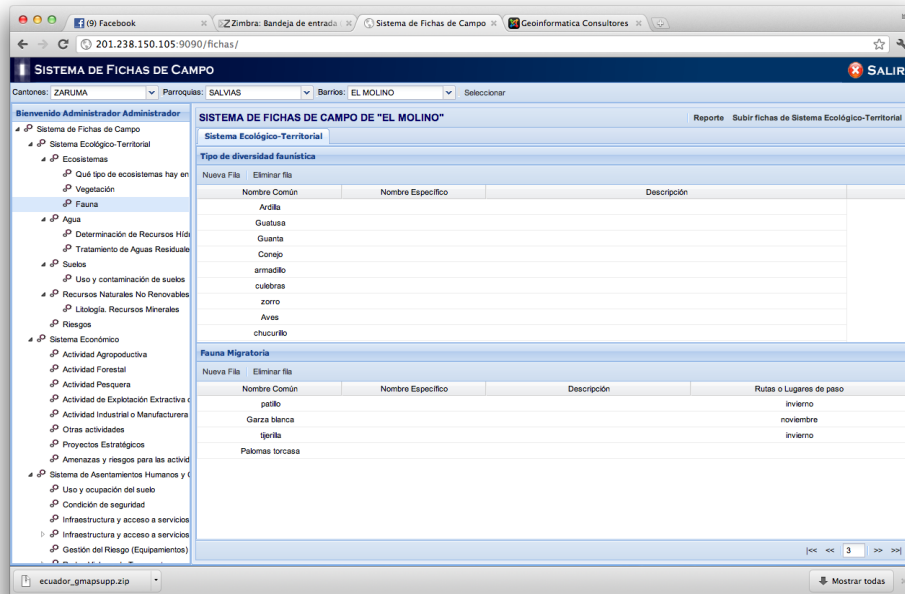 (9) Facebook
Zimbra: Bandeja de entrada
Sistema de Fichas de Campo
Geoinformatica Consultores
201.238.150.105:9090/fichas/
SISTEMA DE FICHAS DE CAMPO
SALIR
Cantones: ZARUMA Parroquias: SALVIAS Barrios: EL MOLINO Seleccionar
Bienvenido Administrador Administrador
Sistema de Fichas de Campo
Sistema Ecológico-Territorial
Ecosistemas
Qué tipo de ecosistemas hay en
Vegetación
Fauna
Agua
Determinación de Recursos Hídr
Tratamiento de Aguas Residuale
Suelos
Uso y contaminación de suelos
Recursos Naturales No Renovables
Litología. Recursos Minerales
Riesgos
Sistema Económico
Actividad Agropoductiva
Actividad Forestal
Actividad Pesquera
Actividad de Explotación Extractiva
Actividad Industrial o Manufacturera
Otras actividades
Proyectos Estratégicos
Amenazas y riesgos para las activid
Sistema de Asentamientos Humanos y
Uso y ocupación del suelo
Condición de seguridad
Infraestructura y acceso a servicios
Infraestructura y acceso a servicios
Gestión del Riesgo (Equipamientos)
SISTEMA DE FICHAS DE CAMPO DE "EL MOLINO"
Reporte Subir fichas de Sistema Ecológico-Territorial
Sistema Ecológico-Territorial
Tipo de diversidad faunística
Nueva Fila Eliminar fila
Nombre Común Nombre Específico Descripción
Ardilla
Guatusa
Guanta
Conejo
armadillo
culebras
zorro
Aves
chucurillo
Fauna Migratoria
Nueva Fila Eliminar fila
Nombre Común Nombre Específico Descripción Rutas o Lugares de paso
patillo invierno
Garza blanca noviembre
tijerilla invierno
Palomas torcasa
|<< << 3 >> >>|
ecuador_gmapsupp.zip
Mostrar todas